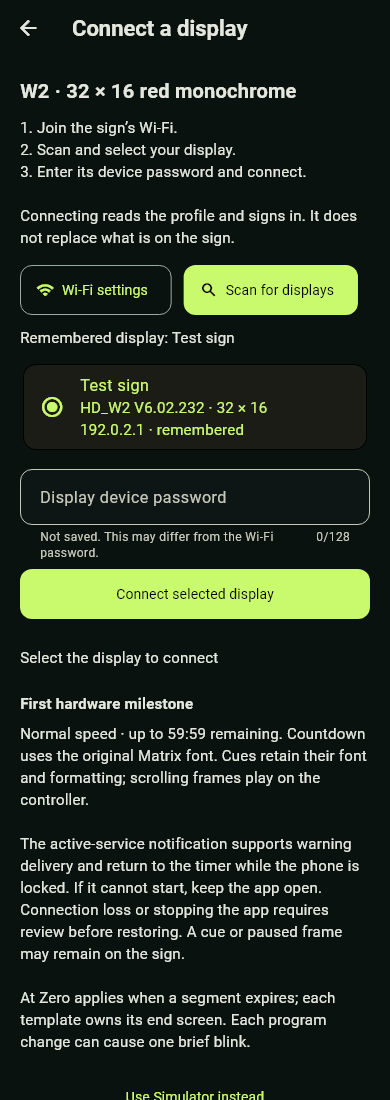 Connect a display
W2 · 32 × 16 red monochrome
1. Join the sign’s Wi-Fi.
2. Scan and select your display.
3. Enter its device password and connect.
Connecting reads the profile and signs in. It does
not replace what is on the sign.
Wi-Fi settings
Scan for displays
Remembered display: Test sign
Test sign
HD_W2 V6.02.232 · 32 × 16
192.0.2.1 · remembered
Display device password
Not saved. This may differ from the Wi-Fi
password.
0/128
Connect selected display
Select the display to connect
First hardware milestone
Normal speed · up to 59:59 remaining. Countdown
uses the original Matrix font. Cues retain their font
and formatting; scrolling frames play on the
controller.
The active-service notification supports warning
delivery and return to the timer while the phone is
locked. If it cannot start, keep the app open.
Connection loss or stopping the app requires
review before restoring. A cue or paused frame
may remain on the sign.
At Zero applies when a segment expires; each
template owns its end screen. Each program
change can cause one brief blink.
Use Simulator instead